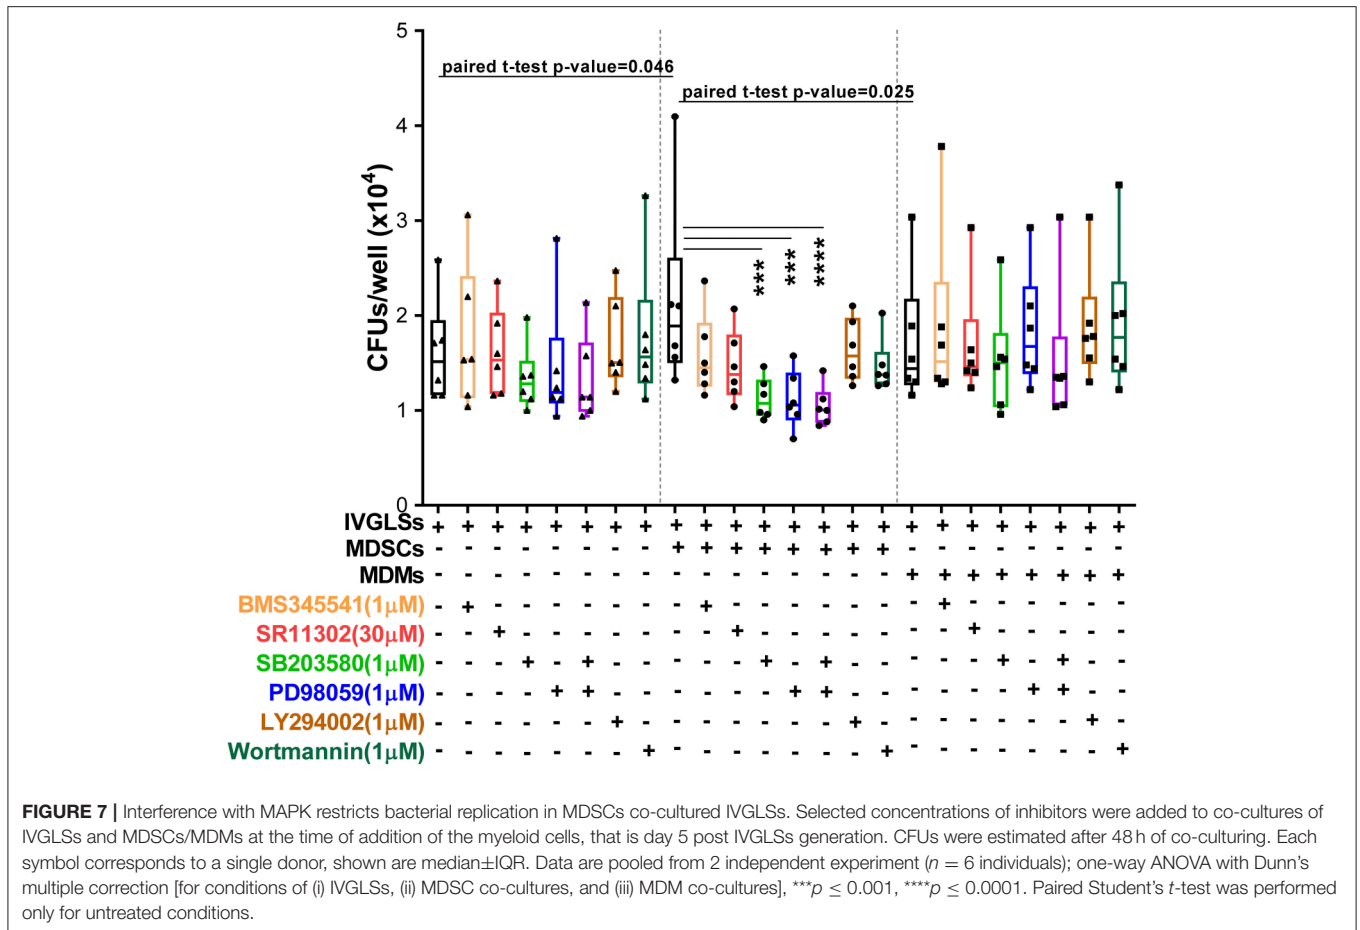 5
paired t-test p-value=0.046
paired t-test p-value=0.025
4
3
2
1
0
CFUs/well (x10⁴)
***
***
****
IVGLSs + + + + + + + + + + + + + + + + + + + + + + + +
MDSCs - - - - - - - - + + + + + + + + - - - - - - - -
MDMs - - - - - - - - - - - - - - - - + + + + + + + +
BMS345541(1µM) - + - - - - - - - + - - - - - - - + - - - - - -
SR11302(30µM) - - + - - - - - - - + - - - - - - - + - - - - -
SB203580(1µM) - - - + - + - - - - - + - + - - - - - + - + - -
PD98059(1µM) - - - - + + - - - - - - + + - - - - - - + + - -
LY294002(1µM) - - - - - - + - - - - - - - + - - - - - - - + -
Wortmannin(1µM) - - - - - - - + - - - - - - - + - - - - - - - +
FIGURE 7 | Interference with MAPK restricts bacterial replication in MDSCs co-cultured IVGLSs. Selected concentrations of inhibitors were added to co-cultures of
IVGLSs and MDSCs/MDMs at the time of addition of the myeloid cells, that is day 5 post IVGLSs generation. CFUs were estimated after 48 h of co-culturing. Each
symbol corresponds to a single donor, shown are median±IQR. Data are pooled from 2 independent experiment (n = 6 individuals); one-way ANOVA with Dunn's
multiple correction [for conditions of (i) IVGLSs, (ii) MDSC co-cultures, and (iii) MDM co-cultures], ***p ≤ 0.001, ****p ≤ 0.0001. Paired Student's t-test was performed
only for untreated conditions.